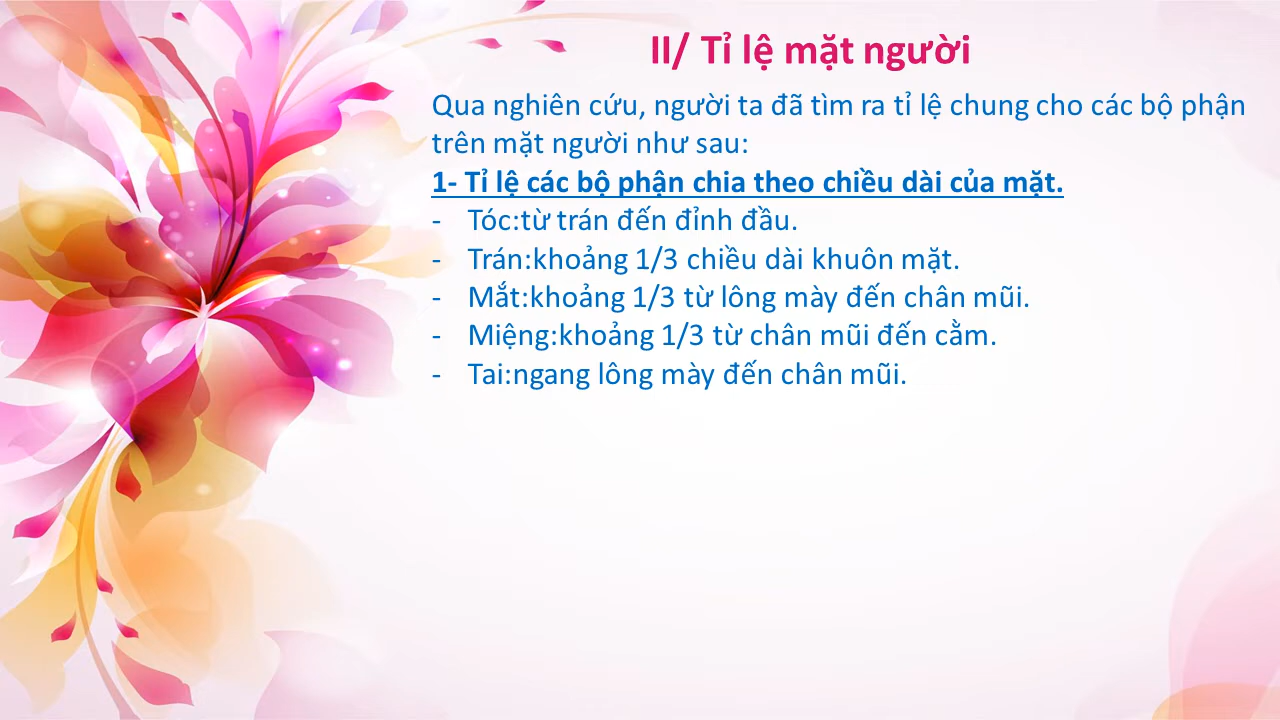 II/ Tỉ lệ mặt người
Qua nghiên cứu, người ta đã tìm ra tỉ lệ chung cho các bộ phận
trên mặt người như sau:
1- Tỉ lệ các bộ phận chia theo chiều dài của mặt.
- Tóc:từ trán đến đỉnh đầu.
- Trán:khoảng 1/3 chiều dài khuôn mặt.
- Mắt:khoảng 1/3 từ lông mày đến chân mũi.
- Miệng:khoảng 1/3 từ chân mũi đến cằm.
- Tai:ngang lông mày đến chân mũi.